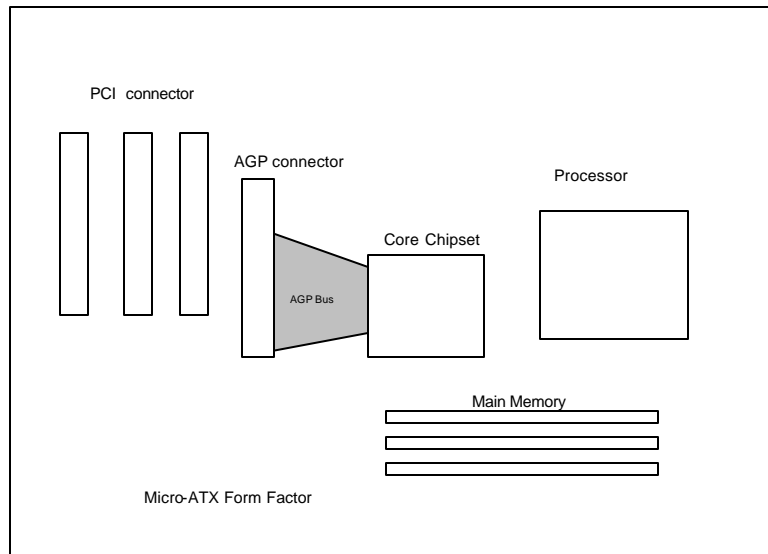 PCI connector
AGP connector
Processor
Core Chipset
AGP Bus
Main Memory
Micro-ATX Form Factor